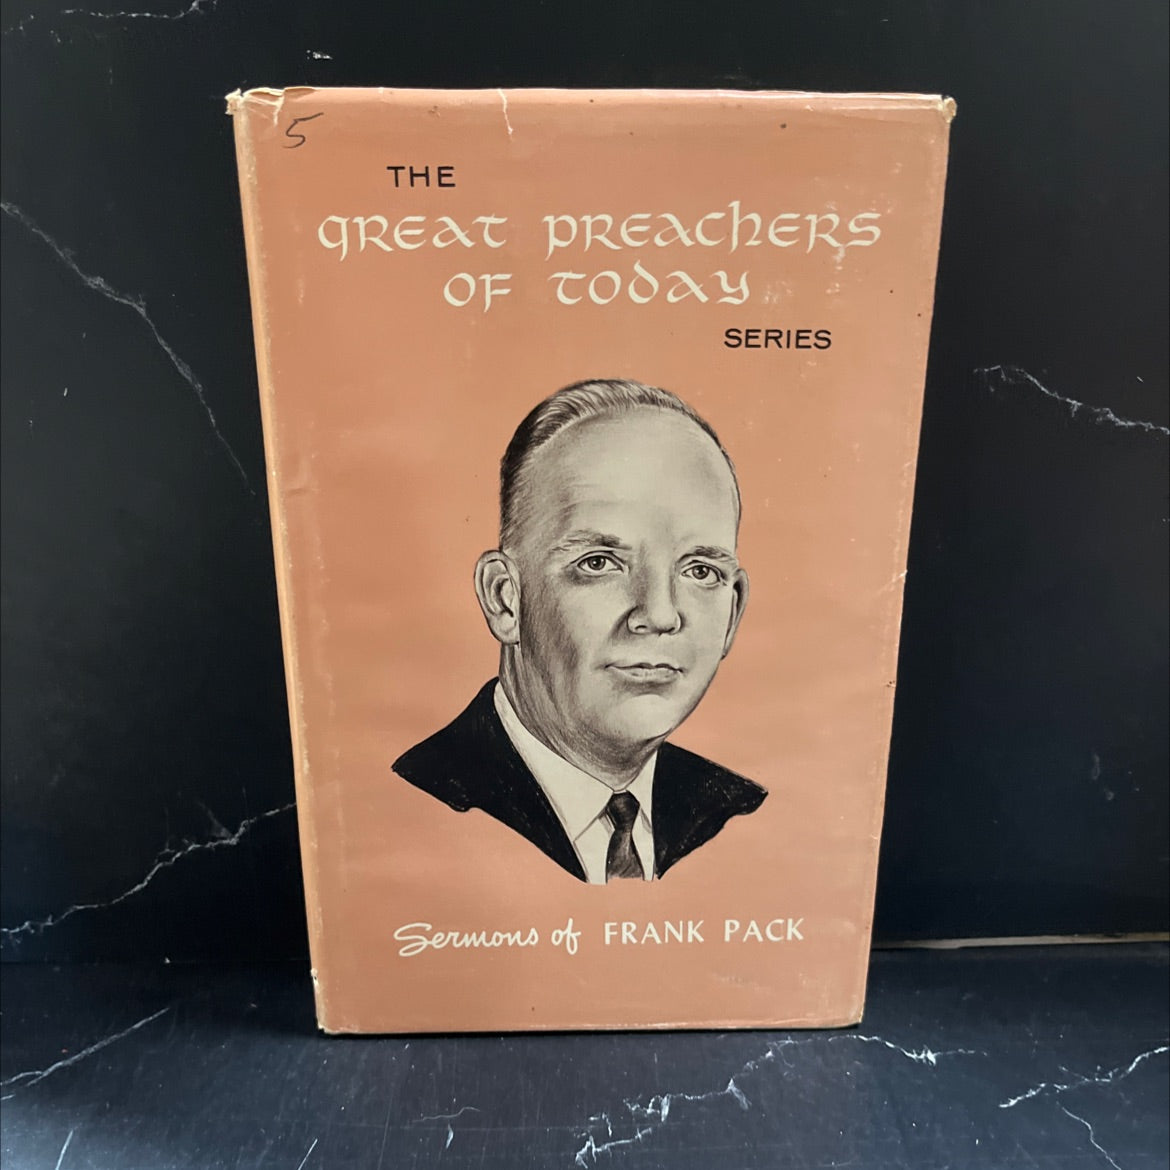 5
THE
GREAT PREACHERS
OF TODAY
SERIES
Sermons of FRANK PACK